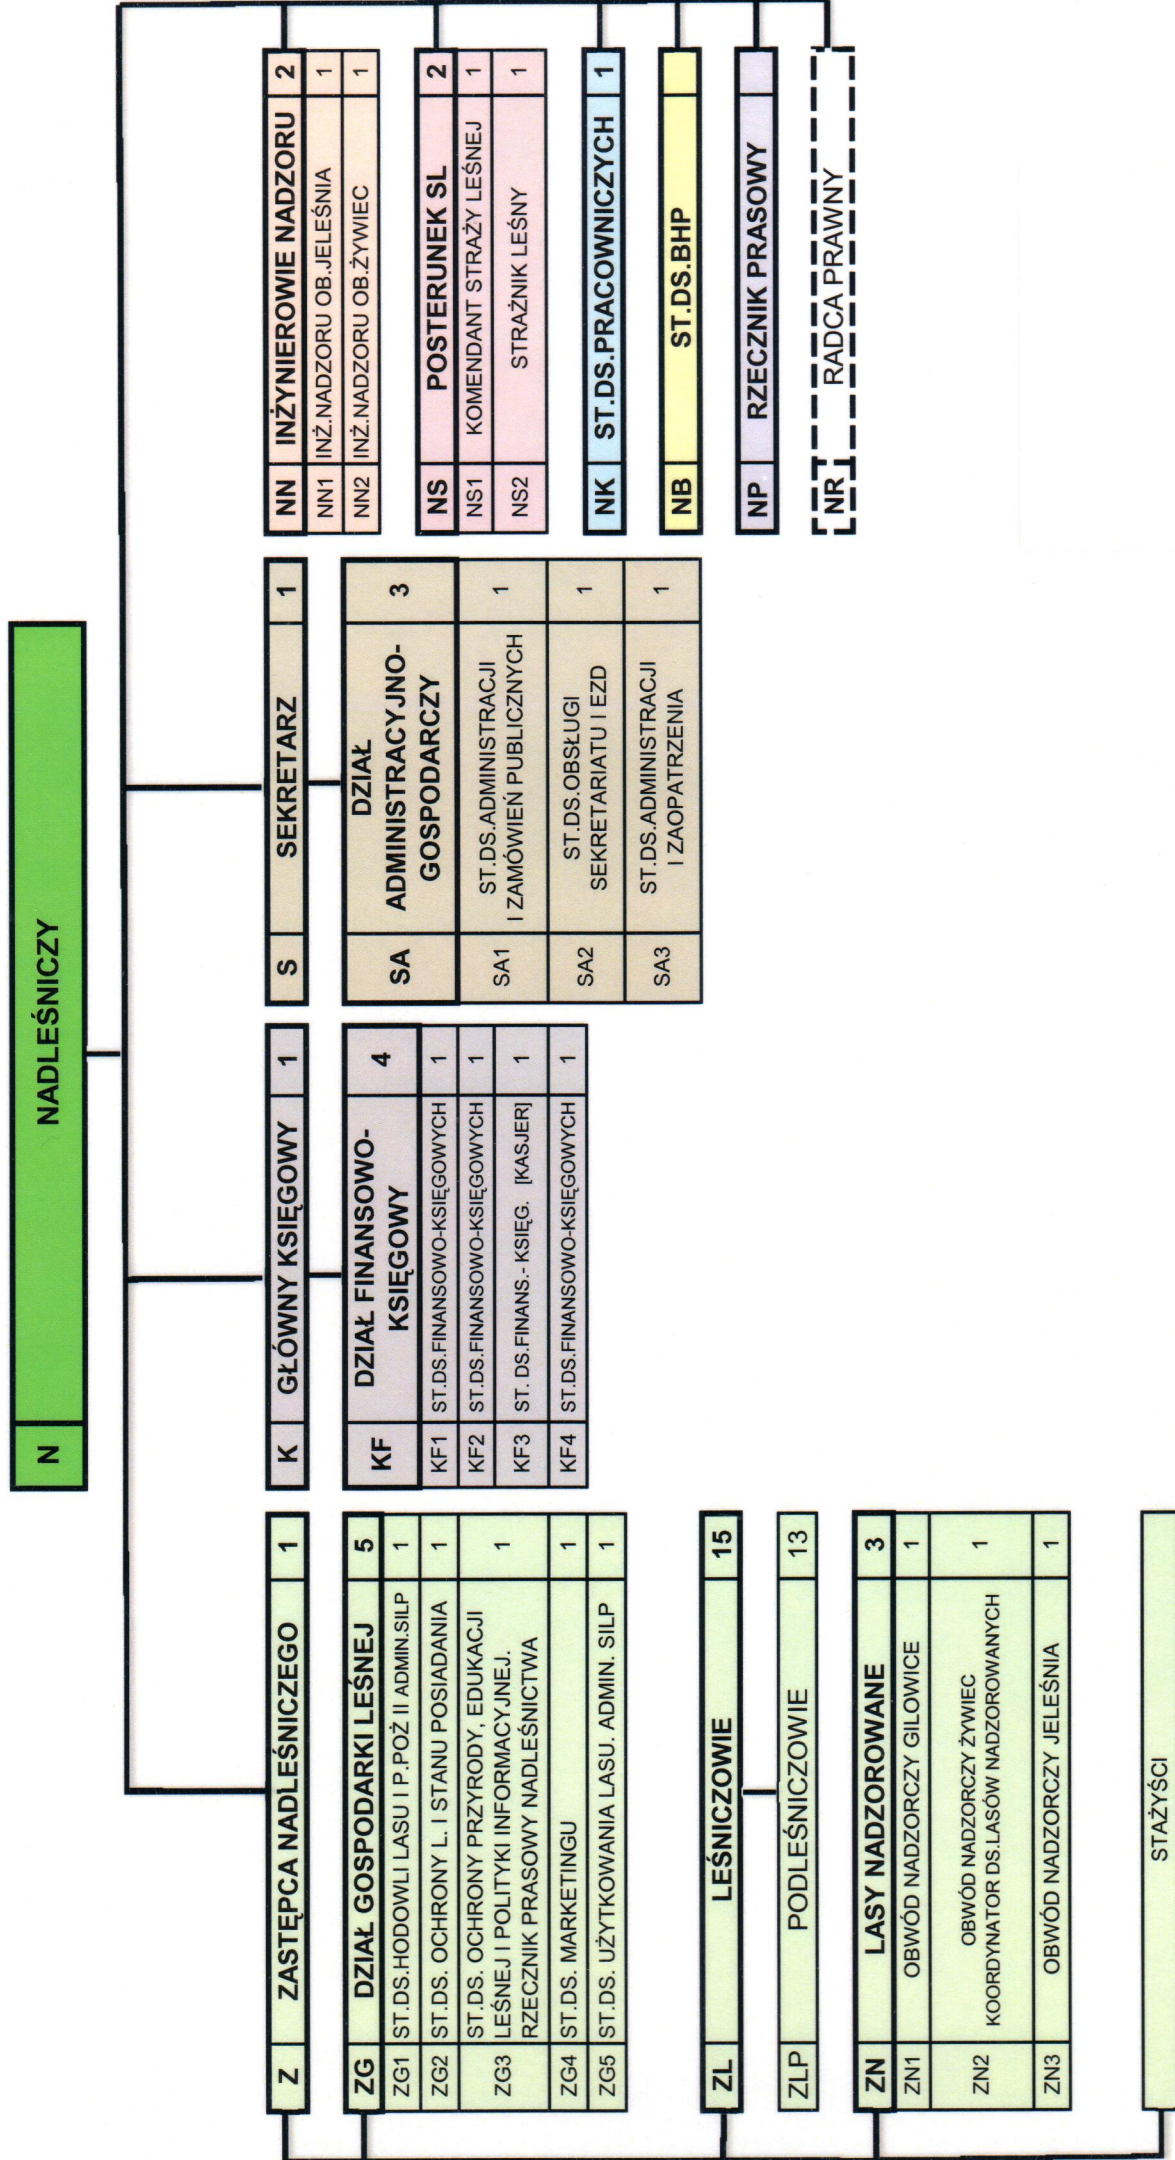 N NADLEŚNICZY
Z ZASTĘPCA NADLEŚNICZEGO 1
ZG DZIAŁ GOSPODARKI LEŚNEJ 5
ZG1 ST.DS.HODOWLI LASU I P.POŻ II ADMIN.SILP 1
ZG2 ST.DS. OCHRONY L. I STANU POSIADANIA 1
ZG3 ST.DS. OCHRONY PRZYRODY, EDUKACJI 1
LEŚNEJ I POLITYKI INFORMACYJNEJ.
RZECZNIK PRASOWY NADLEŚNICTWA
ZG4 ST.DS. MARKETINGU 1
ZG5 ST.DS. UŻYTKOWANIA LASU. ADMIN. SILP 1
ZL LEŚNICZOWIE 15
ZLP PODLEŚNICZOWIE 13
ZN LASY NADZOROWANE 3
ZN1 OBWÓD NADZORCZY GILOWICE 1
ZN2 OBWÓD NADZORCZY ŻYWIEC 1
KOORDYNATOR DS.LASÓW NADZOROWANYCH
ZN3 OBWÓD NADZORCZY JELEŚNIA 1
STAŻYŚCI
K GŁÓWNY KSIĘGOWY 1
KF DZIAŁ FINANSOWO- 4
KSIĘGOWY
KF1 ST.DS.FINANSOWO-KSIĘGOWYCH 1
KF2 ST.DS.FINANSOWO-KSIĘGOWYCH 1
KF3 ST. DS.FINANS.- KSIĘG. [KASJER] 1
KF4 ST.DS.FINANSOWO-KSIĘGOWYCH 1
S SEKRETARZ 1
SA DZIAŁ 3
ADMINISTRACYJNO-
GOSPODARCZY
SA1 ST.DS.ADMINISTRACJI 1
I ZAMÓWIEŃ PUBLICZNYCH
SA2 ST.DS.OBSŁUGI 1
SEKRETARIATU I EZD
SA3 ST.DS.ADMINISTRACJI 1
I ZAOPATRZENIA
NN INŻYNIEROWIE NADZORU 2
NN1 INŻ.NADZORU OB.JELEŚNIA 1
NN2 INŻ.NADZORU OB.ŻYWIEC 1
NS POSTERUNEK SL 2
NS1 KOMENDANT STRAŻY LEŚNEJ 1
NS2 STRAŻNIK LEŚNY 1
NK ST.DS.PRACOWNICZYCH 1
NB ST.DS.BHP
NP RZECZNIK PRASOWY
NR RADCA PRAWNY